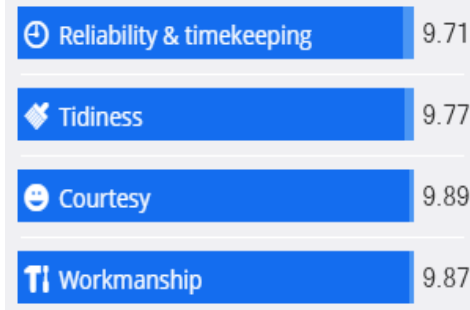 Reliability & timekeeping 9.71
Tidiness 9.77
Courtesy 9.89
Workmanship 9.87